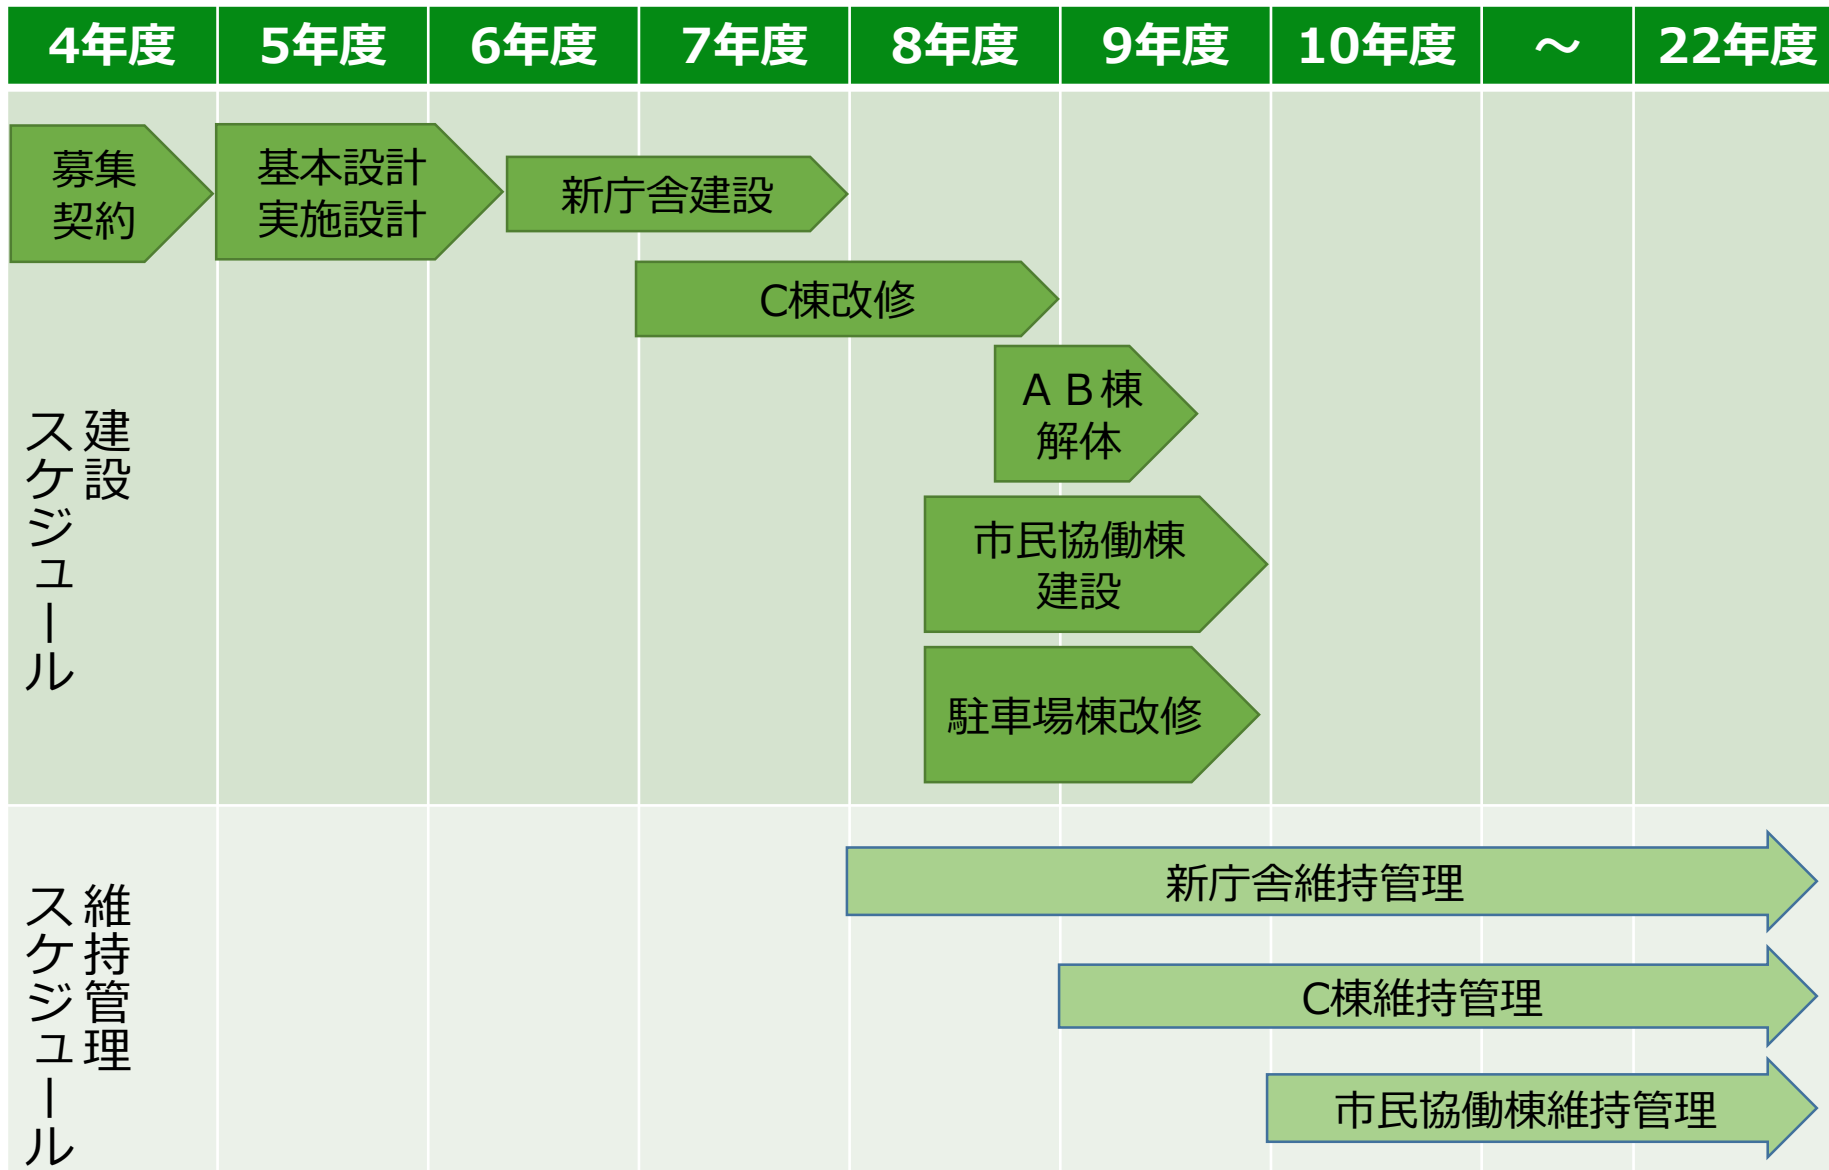 4年度 5年度 6年度 7年度 8年度 9年度 10年度 ～ 22年度
募集
契約
基本設計
実施設計
新庁舎建設
C棟改修
ＡＢ棟
解体
市民協働棟
建設
駐車場棟改修
建設
スケジュール
新庁舎維持管理
C棟維持管理
市民協働棟維持管理
維持管理
スケジュール